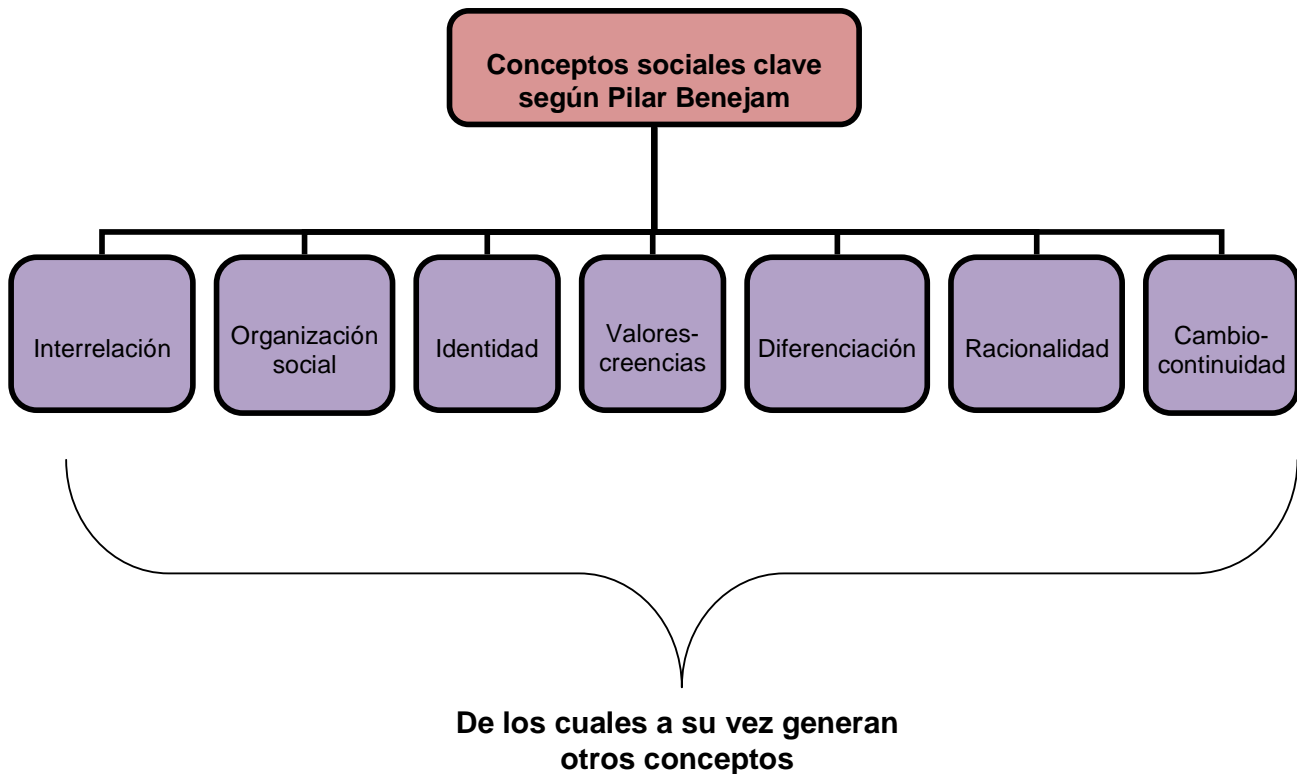 Conceptos sociales clave
según Pilar Benejam
Interrelación
Organización
social
Identidad
Valores-
creencias
Diferenciación
Racionalidad
Cambio-
continuidad
De los cuales a su vez generan
otros conceptos